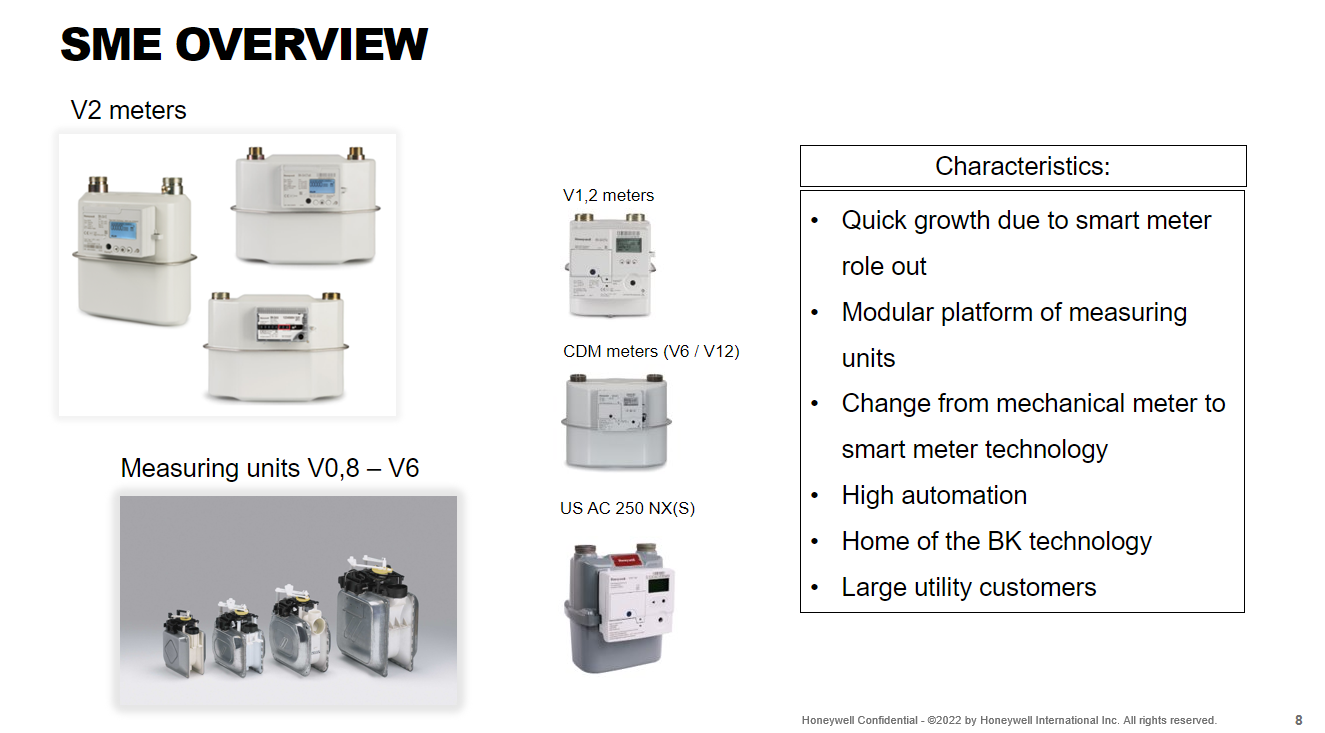 SME OVERVIEW
V2 meters
V1,2 meters
CDM meters (V6 / V12)
Measuring units V0,8 – V6
US AC 250 NX(S)
Characteristics:
• Quick growth due to smart meter
role out
• Modular platform of measuring
units
• Change from mechanical meter to
smart meter technology
• High automation
• Home of the BK technology
• Large utility customers
Honeywell
Honeywell
Honeywell Confidential - ©2022 by Honeywell International Inc. All rights reserved.
8